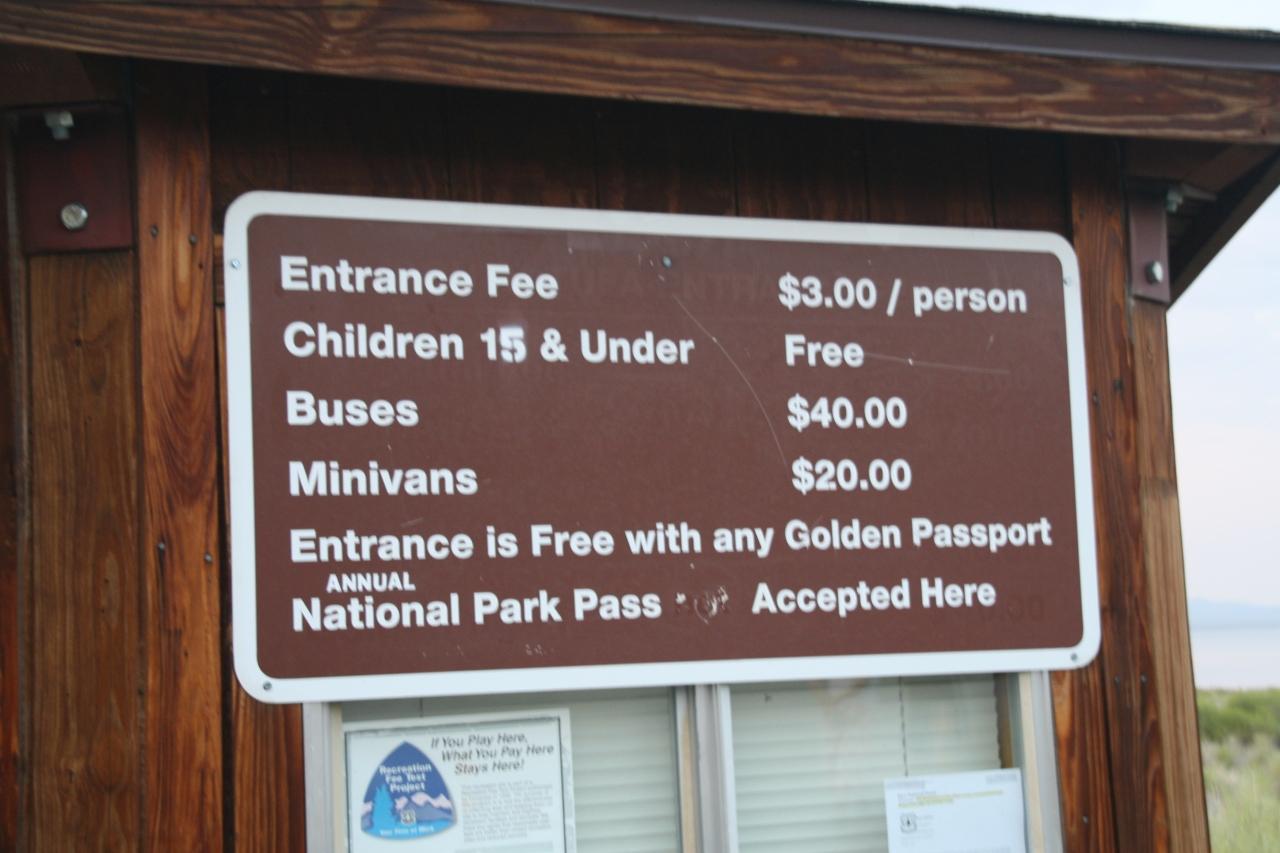 Entrance Fee $3.00 / person
Children 15 & Under Free
Buses $40.00
Minivans $20.00
Entrance is Free with any Golden Passport
ANNUAL
National Park Pass Accepted Here
If You Play Here,
What You Pay Here
Stays Here!
Recreation
Fee Test
Project